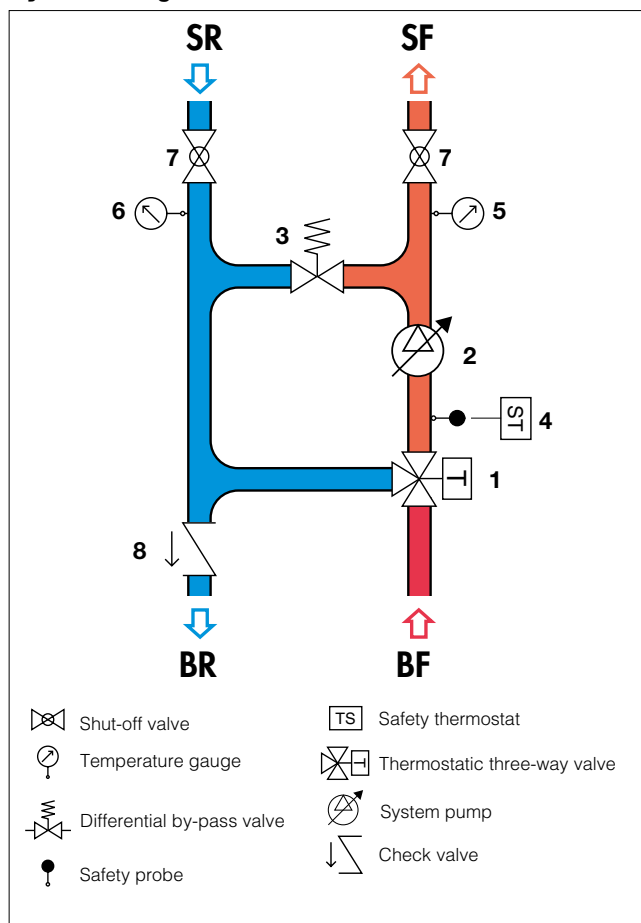 SR SF
7 7
6 5
3
2
ST 4
T 1
8
BR BF
Shut-off valve
Temperature gauge
Differential by-pass valve
Safety probe
TS Safety thermostat
T Thermostatic three-way valve
System pump
Check valve